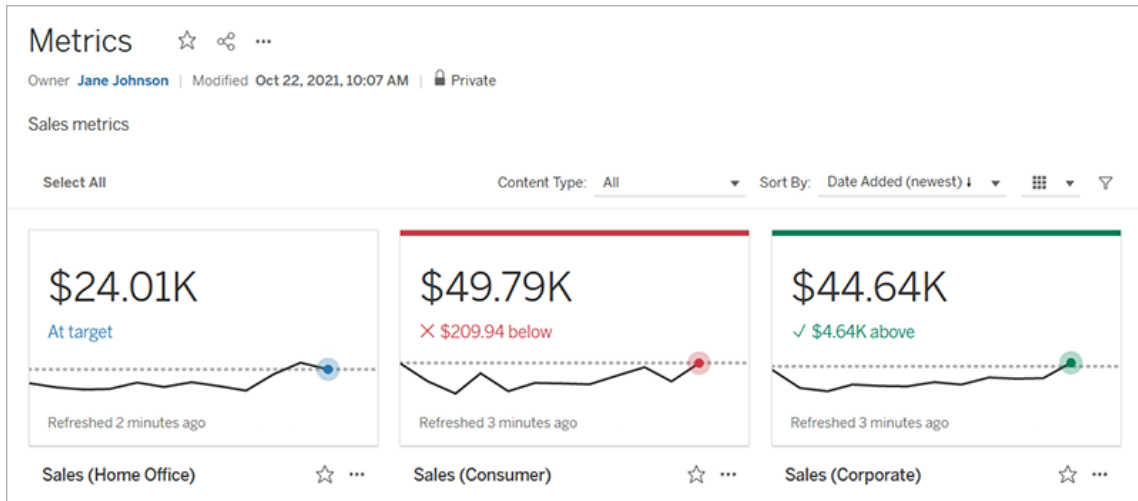 Metrics
Owner Jane Johnson | Modified Oct 22, 2021, 10:07 AM | Private
Sales metrics
Select All Content Type: All Sort By: Date Added (newest) ↓
$24.01K $49.79K $44.64K
At target × $209.94 below ✓ $4.64K above
Refreshed 2 minutes ago Refreshed 3 minutes ago Refreshed 3 minutes ago
Sales (Home Office) Sales (Consumer) Sales (Corporate)